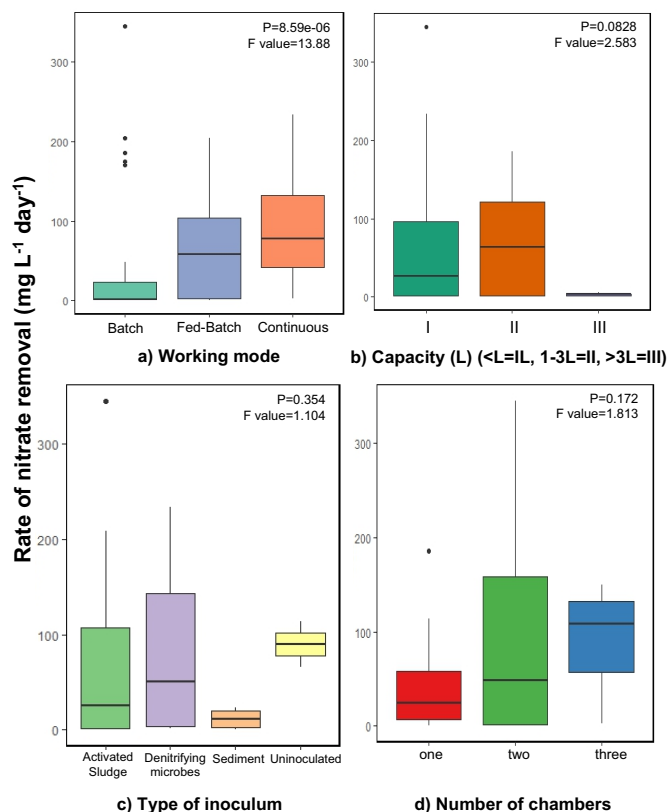 Rate of nitrate removal (mg L⁻¹ day⁻¹)
P=8.59e-06
F value=13.88
300
200
100
0
Batch
Fed-Batch
Continuous
a) Working mode
P=0.0828
F value=2.583
300
200
100
0
I
II
III
b) Capacity (L) (<L=IL, 1-3L=II, >3L=III)
P=0.354
F value=1.104
300
200
100
0
Activated
Sludge
Denitrifying
microbes
Sediment
Uninoculated
c) Type of inoculum
P=0.172
F value=1.813
300
200
100
0
one
two
three
d) Number of chambers